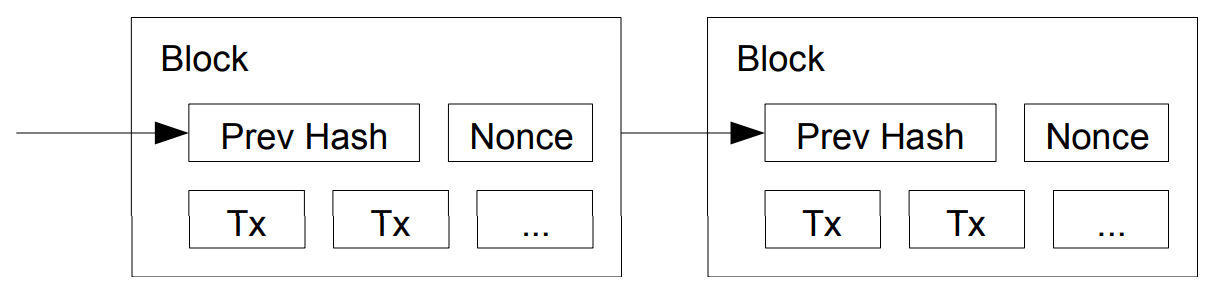 Block
Prev Hash
Nonce
Tx
Tx
...
Block
Prev Hash
Nonce
Tx
Tx
...